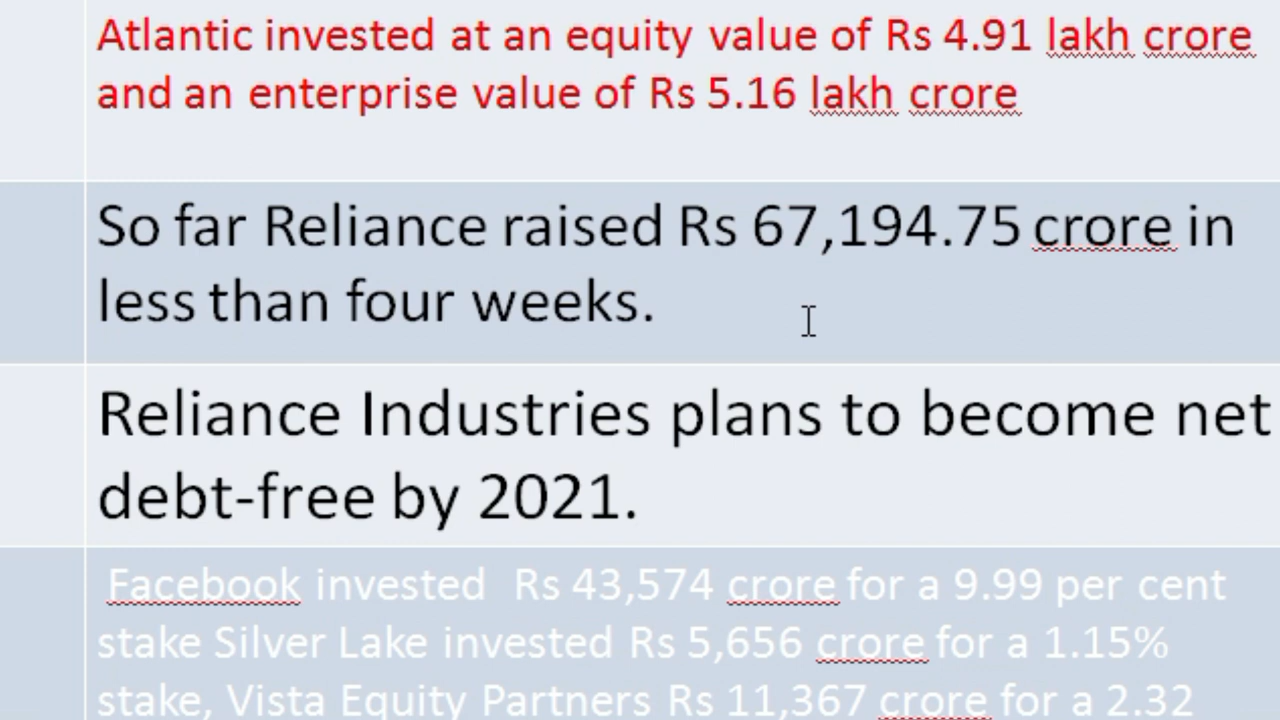 Atlantic invested at an equity value of Rs 4.91 lakh crore
and an enterprise value of Rs 5.16 lakh crore
So far Reliance raised Rs 67,194.75 crore in
less than four weeks.
Reliance Industries plans to become net
debt-free by 2021.
Facebook invested Rs 43,574 crore for a 9.99 per cent
stake Silver Lake invested Rs 5,656 crore for a 1.15%
stake, Vista Equity Partners Rs 11,367 crore for a 2.32